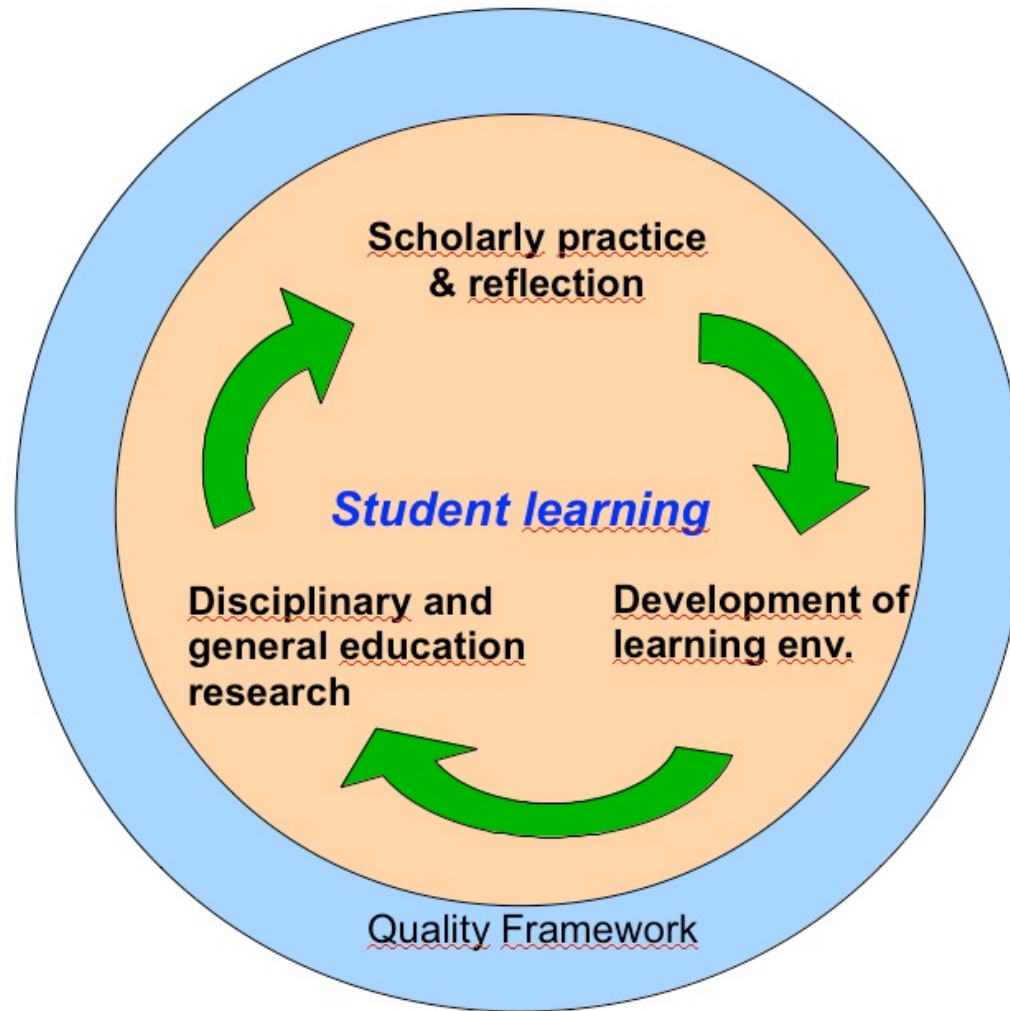 Scholarly practice
& reflection
Student learning
Disciplinary and
general education
research
Development of
learning env.
Quality Framework